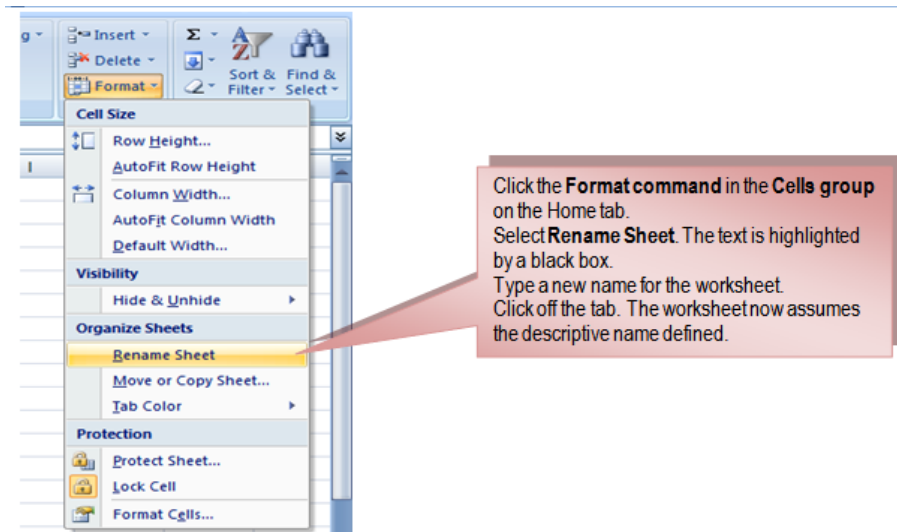 g
Insert
Σ
Delete
Format
Sort & Filter
Find & Select
Cell Size
Row Height...
I
AutoFit Row Height
Column Width...
AutoFit Column Width
Default Width...
Visibility
Hide & Unhide
Organize Sheets
Rename Sheet
Move or Copy Sheet...
Tab Color
Protection
Protect Sheet...
Lock Cell
Format Cells...
Click the Format command in the Cells group
on the Home tab.
Select Rename Sheet. The text is highlighted
by a black box.
Type a new name for the worksheet.
Click off the tab. The worksheet now assumes
the descriptive name defined.